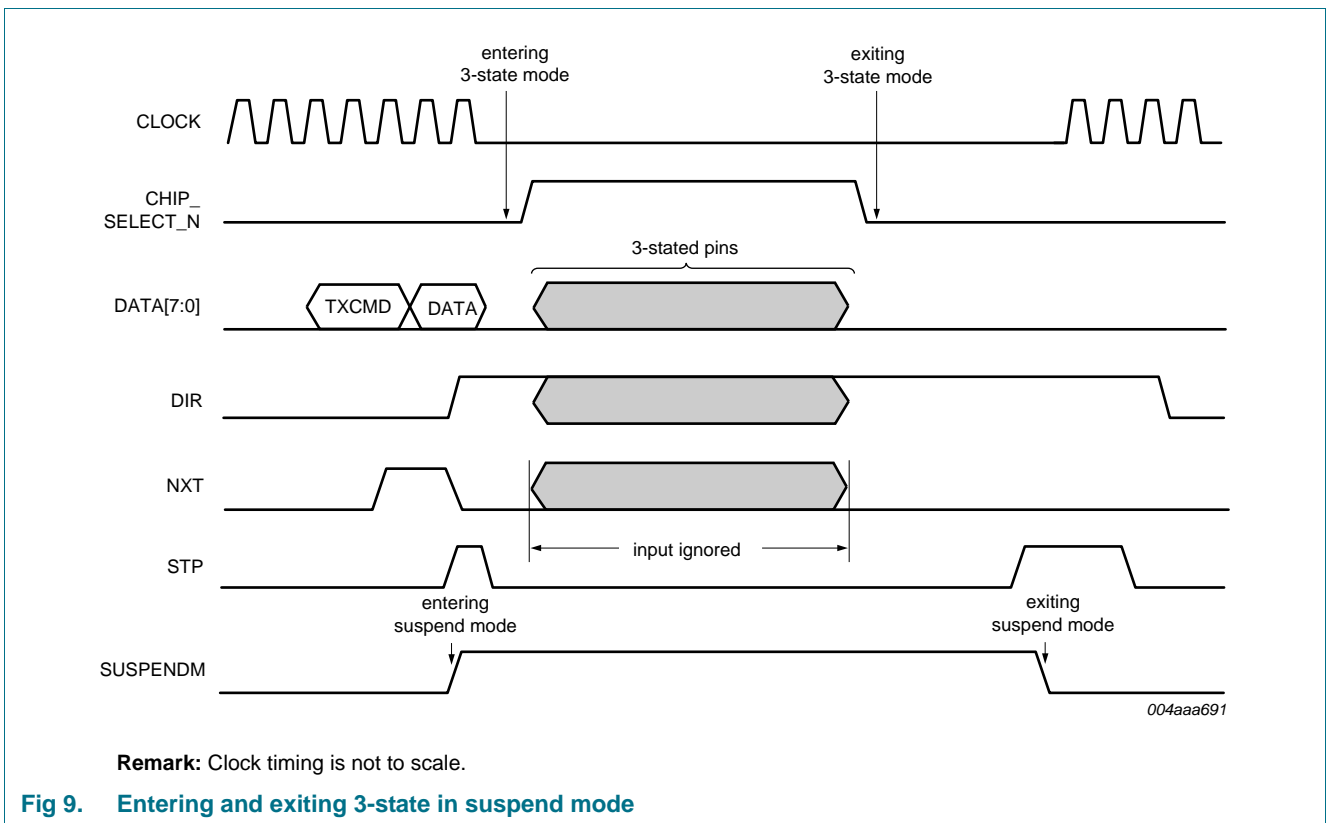 entering
3-state mode
exiting
3-state mode
CLOCK
CHIP_
SELECT_N
3-stated pins
DATA[7:0]
TXCMD
DATA
DIR
NXT
input ignored
STP
entering
suspend mode
exiting
suspend mode
SUSPENDM
004aaa691
Remark: Clock timing is not to scale.
Fig 9. Entering and exiting 3-state in suspend mode